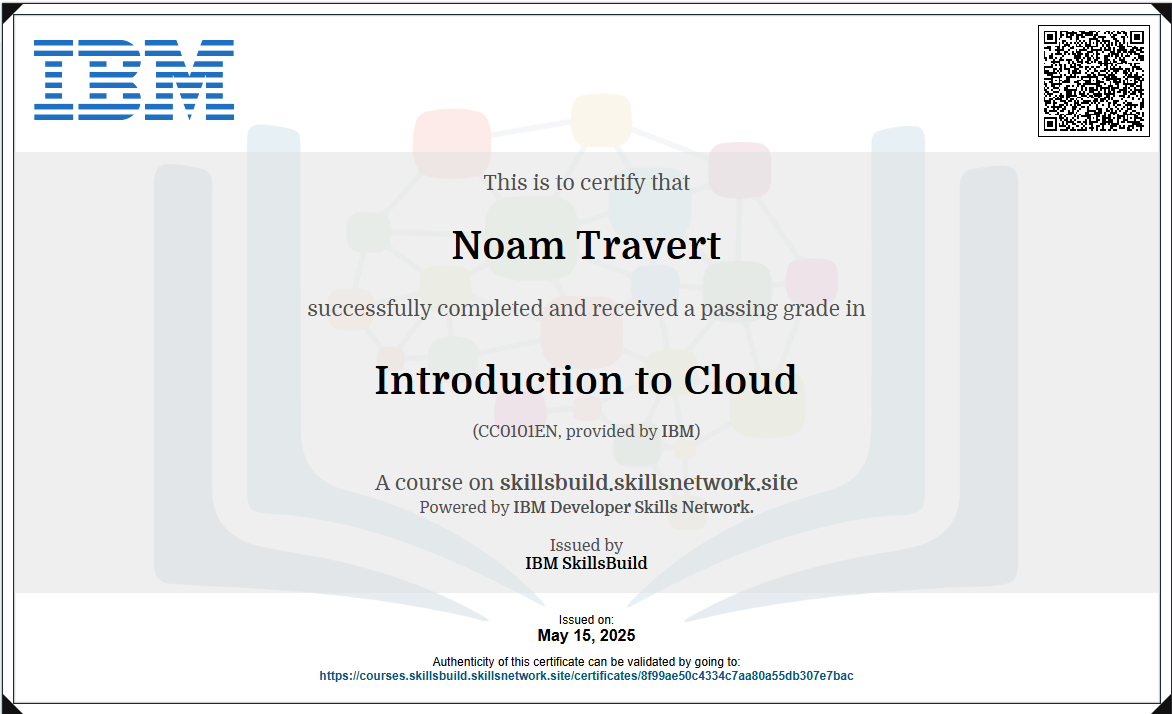 IBM
This is to certify that
Noam Travert
successfully completed and received a passing grade in
Introduction to Cloud
(CC0101EN, provided by IBM)
A course on skillsbuild.skillsnetwork.site
Powered by IBM Developer Skills Network.
Issued by
IBM SkillsBuild
Issued on:
May 15, 2025
Authenticity of this certificate can be validated by going to:
https://courses.skillsbuild.skillsnetwork.site/certificates/8f99ae50c4334c7aa80a55db307e7bac